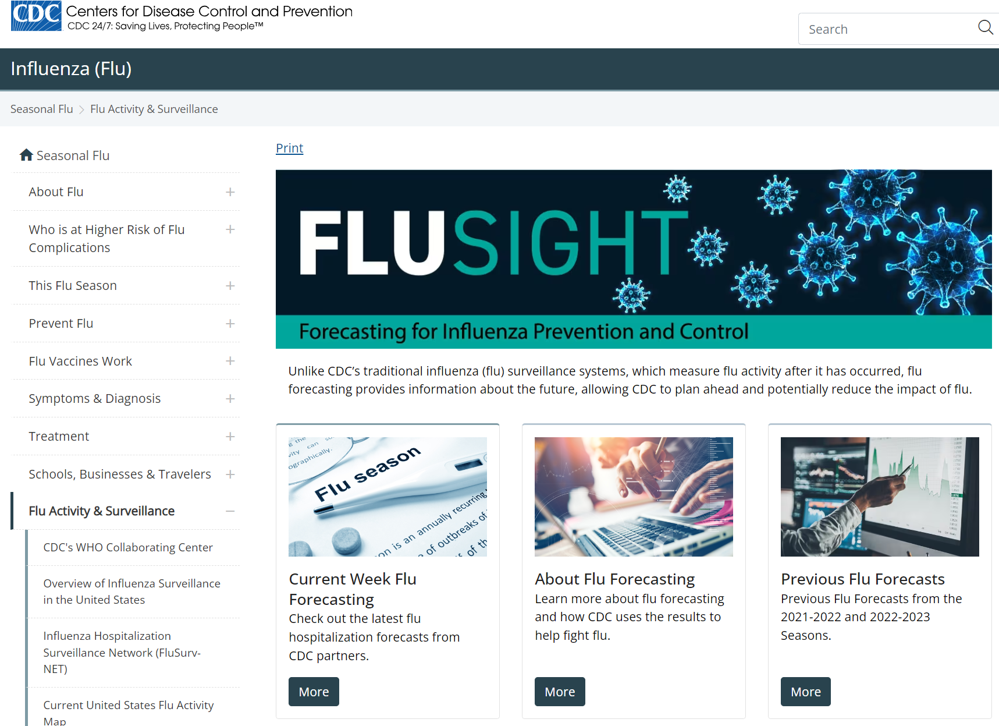 CDC
Centers for Disease Control and Prevention
CDC 24/7: Saving Lives, Protecting People™
Search
Influenza (Flu)
Seasonal Flu
Flu Activity & Surveillance
Seasonal Flu
About Flu
Who is at Higher Risk of Flu
Complications
This Flu Season
Prevent Flu
Flu Vaccines Work
Symptoms & Diagnosis
Treatment
Schools, Businesses & Travelers
Flu Activity & Surveillance
CDC's WHO Collaborating Center
Overview of Influenza Surveillance
in the United States
Influenza Hospitalization
Surveillance Network (FluSurv-
NET)
Current United States Flu Activity
Map
Print
FLUSIGHT
Forecasting for Influenza Prevention and Control
Unlike CDC’s traditional influenza (flu) surveillance systems, which measure flu activity after it has occurred, flu
forecasting provides information about the future, allowing CDC to plan ahead and potentially reduce the impact of flu.
the
vity can
ographically.
Flu season
on is an annually recurring
e of outbreaks of
of th
Current Week Flu
Forecasting
Check out the latest flu
hospitalization forecasts from
CDC partners.
More
About Flu Forecasting
Learn more about flu forecasting
and how CDC uses the results to
help fight flu.
More
Previous Flu Forecasts
Previous Flu Forecasts from the
2021-2022 and 2022-2023
Seasons.
More